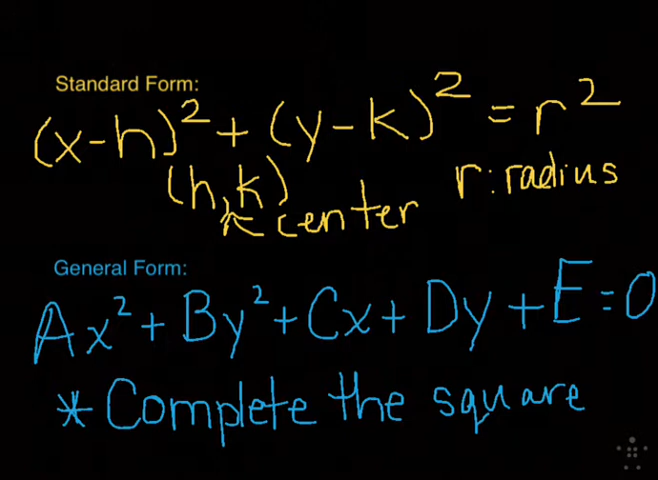 Standard Form:
(x-h)² + (y-k)² = r²
(h,k)
r: radius
center
General Form:
Ax² + By² + Cx + Dy + E = 0
* Complete the square